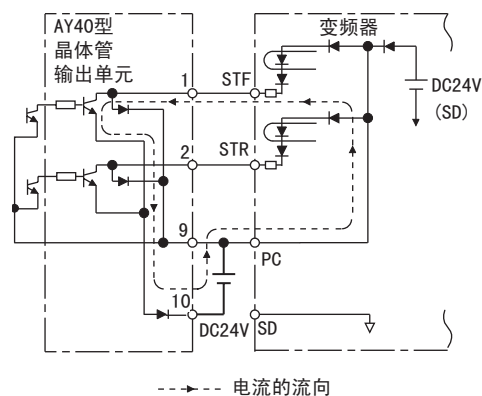 AY40型
晶体管
输出单元
变频器
1
STF
DC24V
(SD)
2
STR
9
PC
10
DC24V
SD
电流的流向